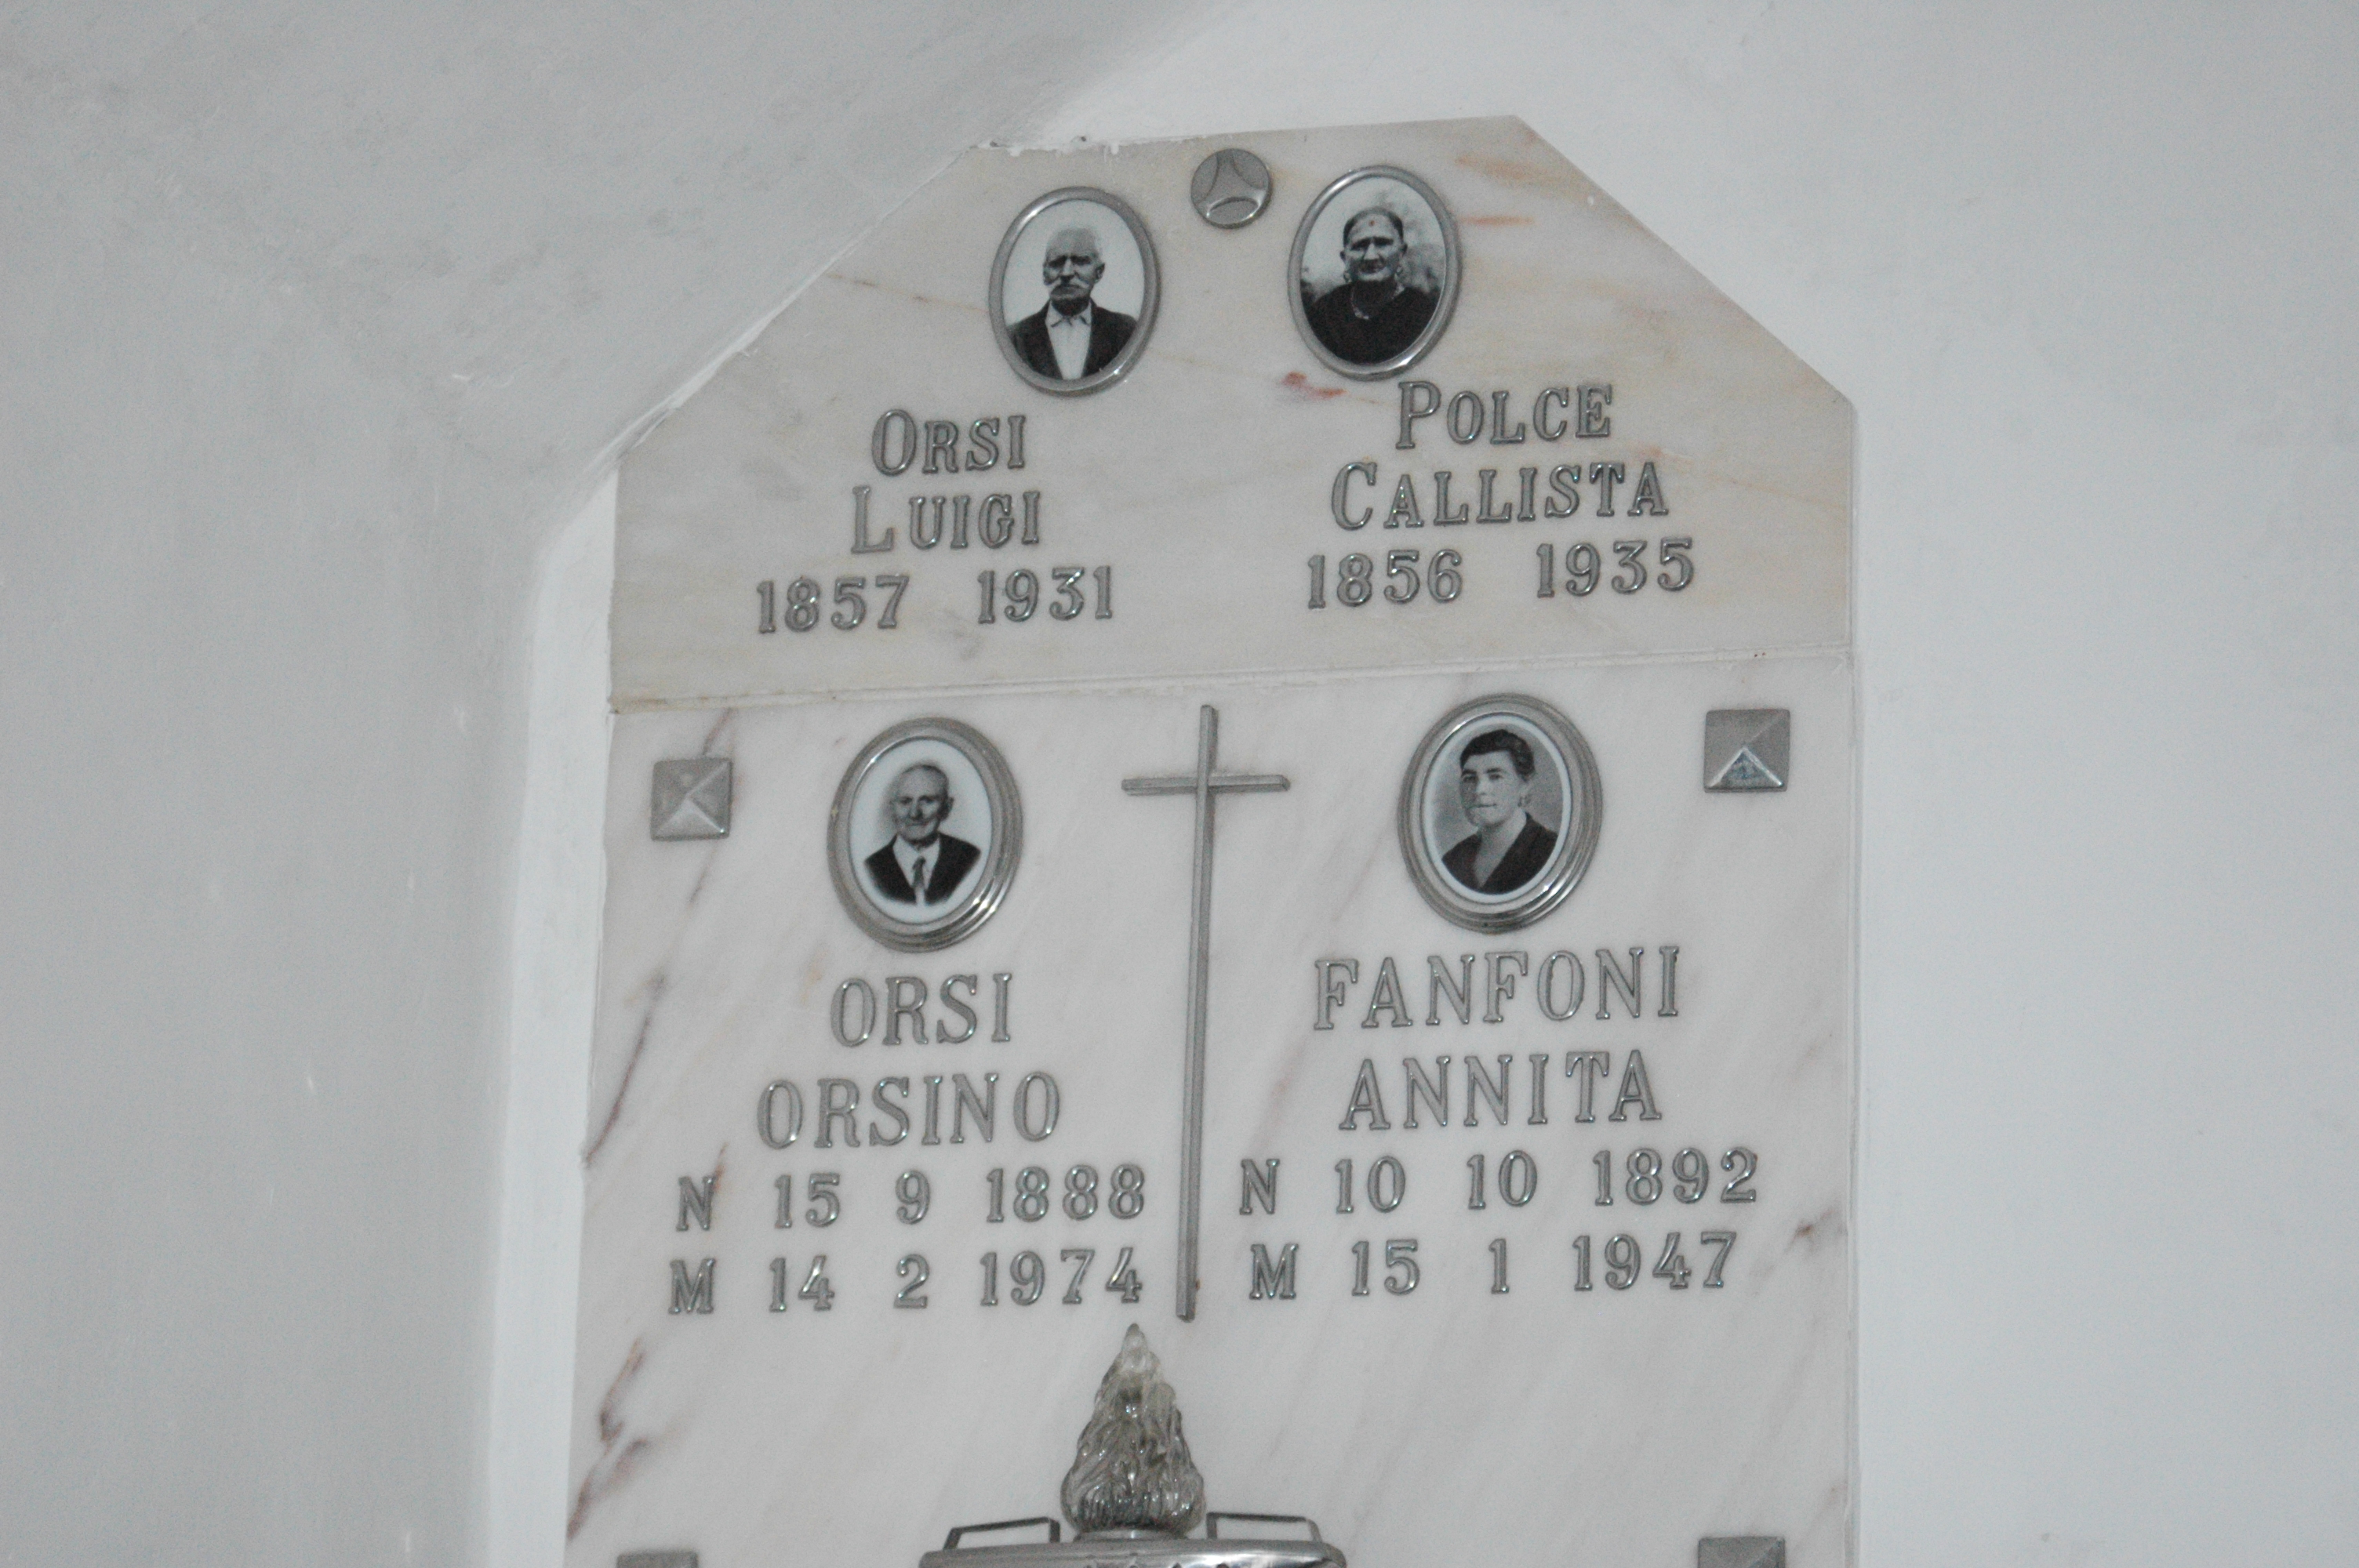 ORSI
LUIGI
1857 1931
POLCE
CALLISTA
1856 1935
ORSI
ORSINO
N 15 9 1888
M 14 2 1974
FANFONI
ANNITA
N 10 10 1892
M 15 1 1947